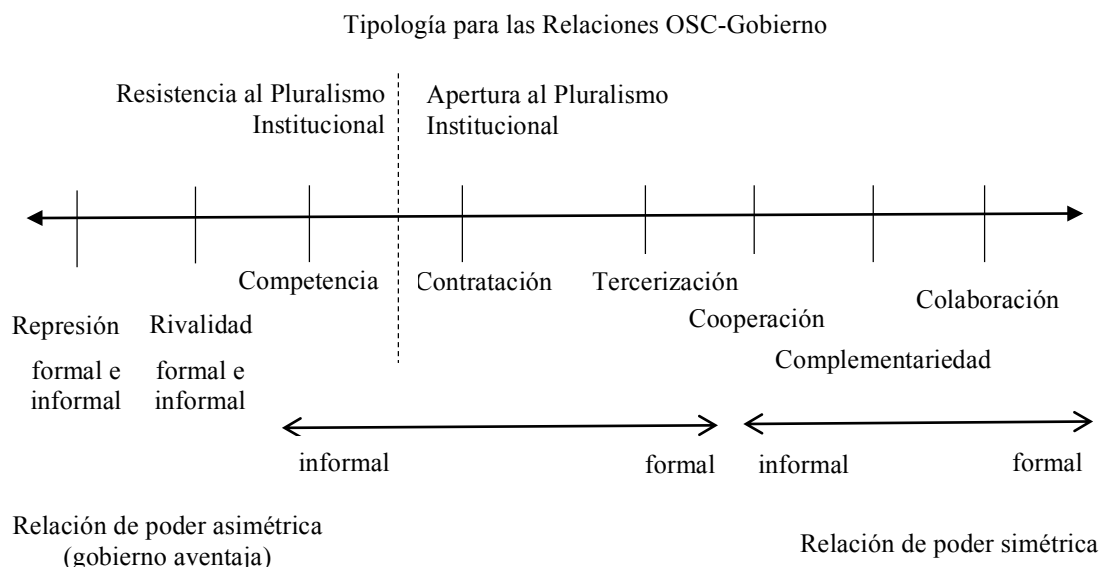 Tipología para las Relaciones OSC-Gobierno
Resistencia al Pluralismo
Institucional
Apertura al Pluralismo
Institucional
Competencia
Contratación
Tercerización
Colaboración
Represión
Rivalidad
Cooperación
formal e
informal
formal e
informal
Complementariedad
informal
formal
informal
formal
Relación de poder asimétrica
(gobierno aventaja)
Relación de poder simétrica